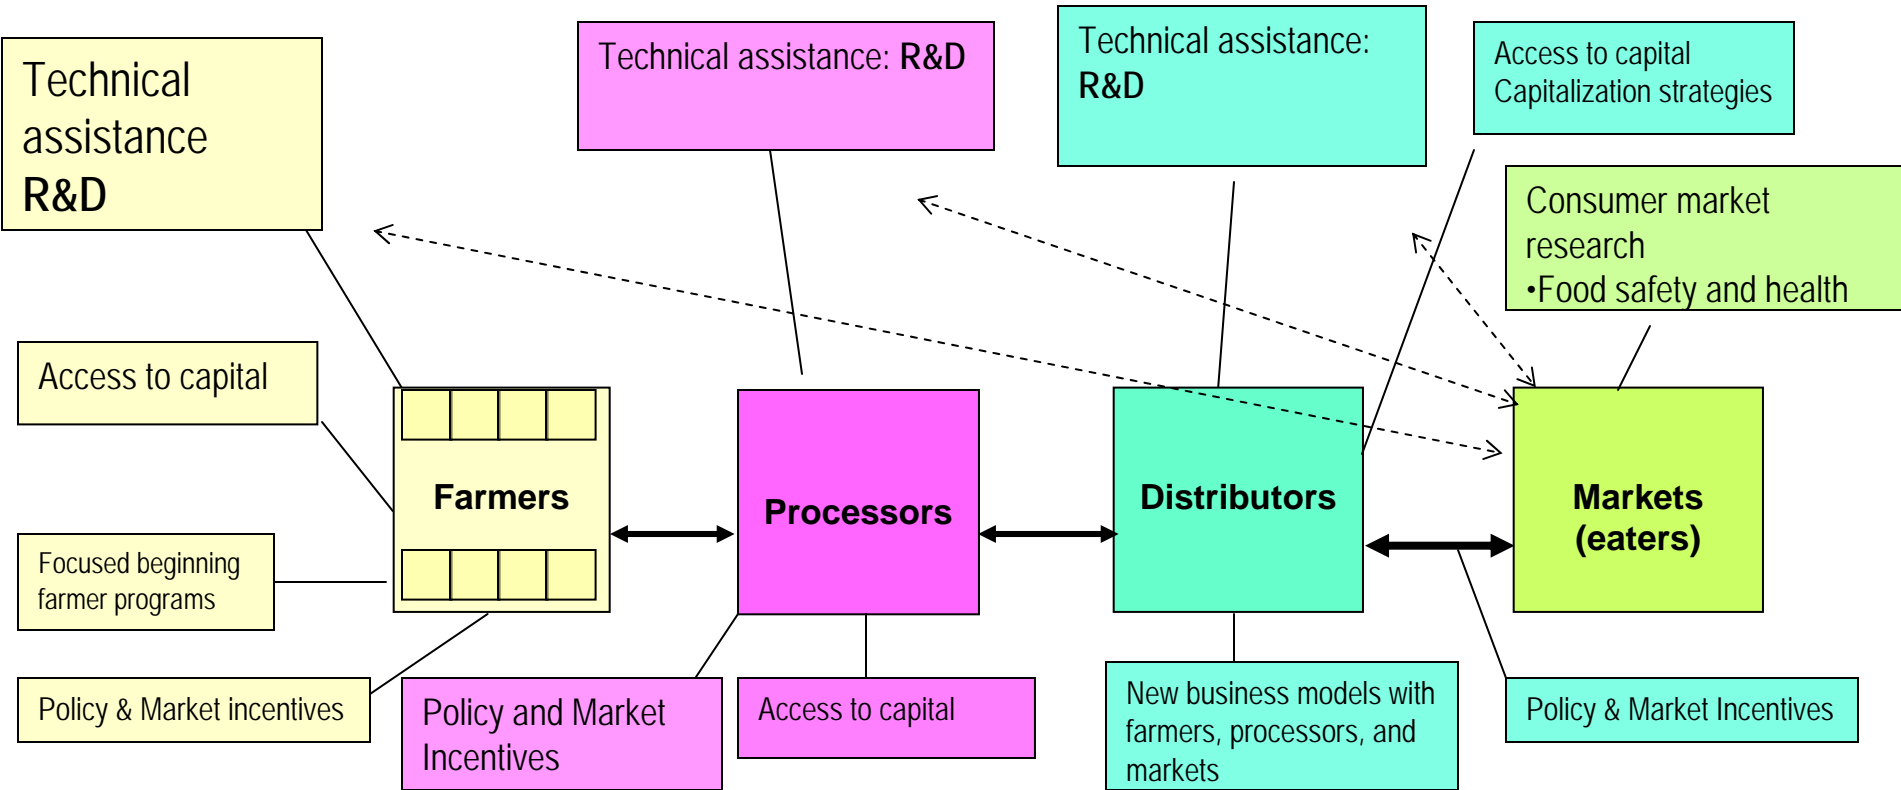 Technical
assistance
R&D
Technical assistance: R&D
Technical assistance:
R&D
Access to capital
Capitalization strategies
Consumer market
research
•Food safety and health
Access to capital
Farmers
Processors
Distributors
Markets
(eaters)
Focused beginning
farmer programs
Policy & Market incentives
Policy and Market
Incentives
Access to capital
New business models with
farmers, processors, and
markets
Policy & Market Incentives